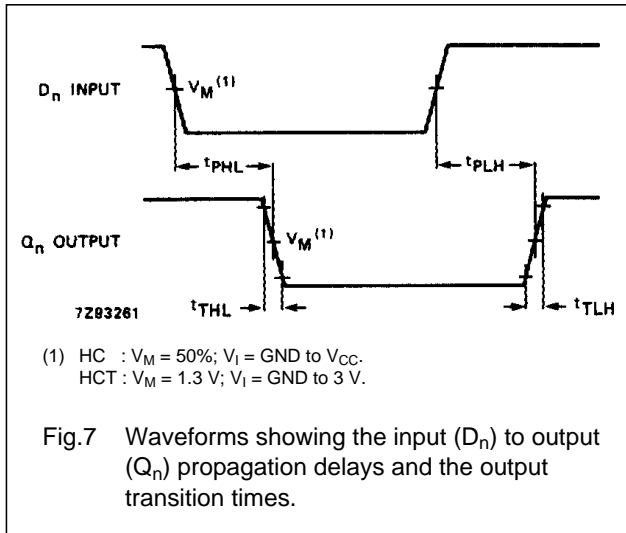 Dn INPUT
VM(1)
tPHL
tPLH
Qn OUTPUT
VM(1)
tTHL
tTLH
7Z93261
(1) HC : VM = 50%; VI = GND to VCC.
HCT : VM = 1.3 V; VI = GND to 3 V.
Fig.7 Waveforms showing the input (Dn) to output
(Qn) propagation delays and the output
transition times.